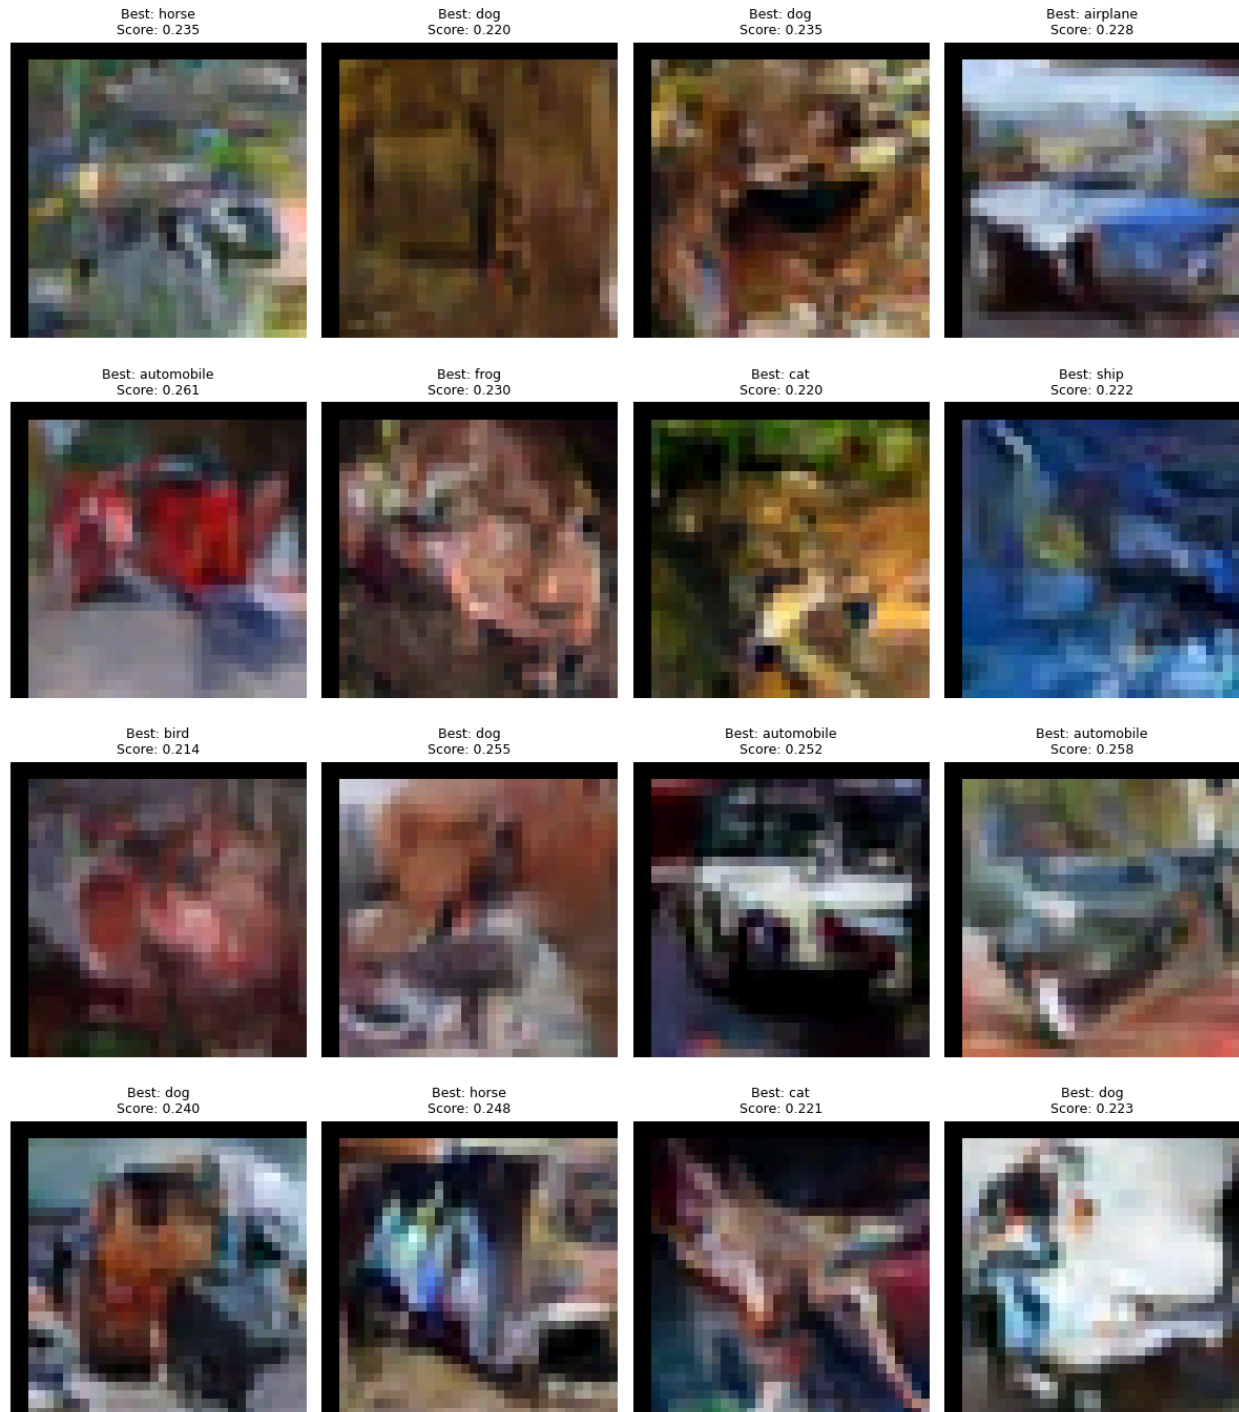 Best: horse
Score: 0.235
Best: dog
Score: 0.220
Best: dog
Score: 0.235
Best: airplane
Score: 0.228
Best: automobile
Score: 0.261
Best: frog
Score: 0.230
Best: cat
Score: 0.220
Best: ship
Score: 0.222
Best: bird
Score: 0.214
Best: dog
Score: 0.255
Best: automobile
Score: 0.252
Best: automobile
Score: 0.258
Best: dog
Score: 0.240
Best: horse
Score: 0.248
Best: cat
Score: 0.221
Best: dog
Score: 0.223